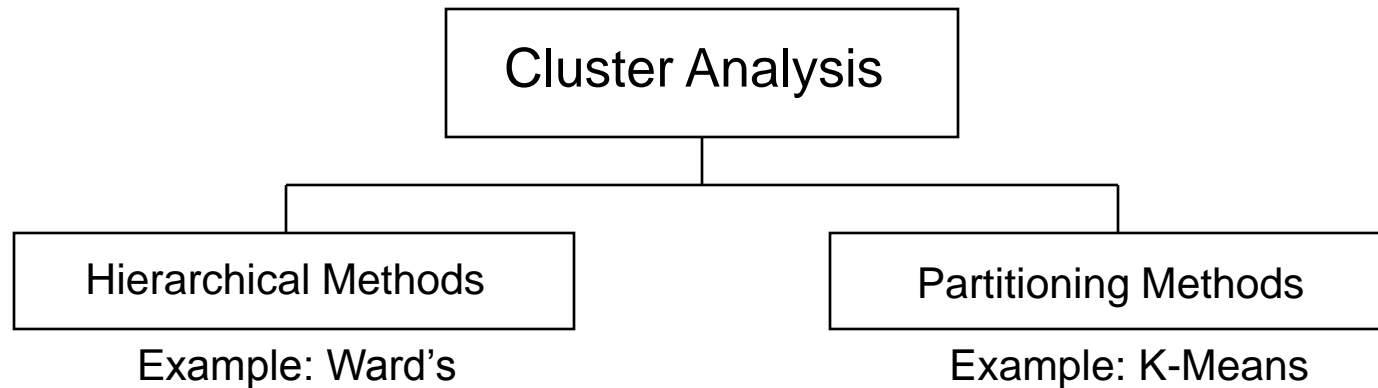 Cluster Analysis
Hierarchical Methods
Partitioning Methods
Example: Ward’s
Example: K-Means